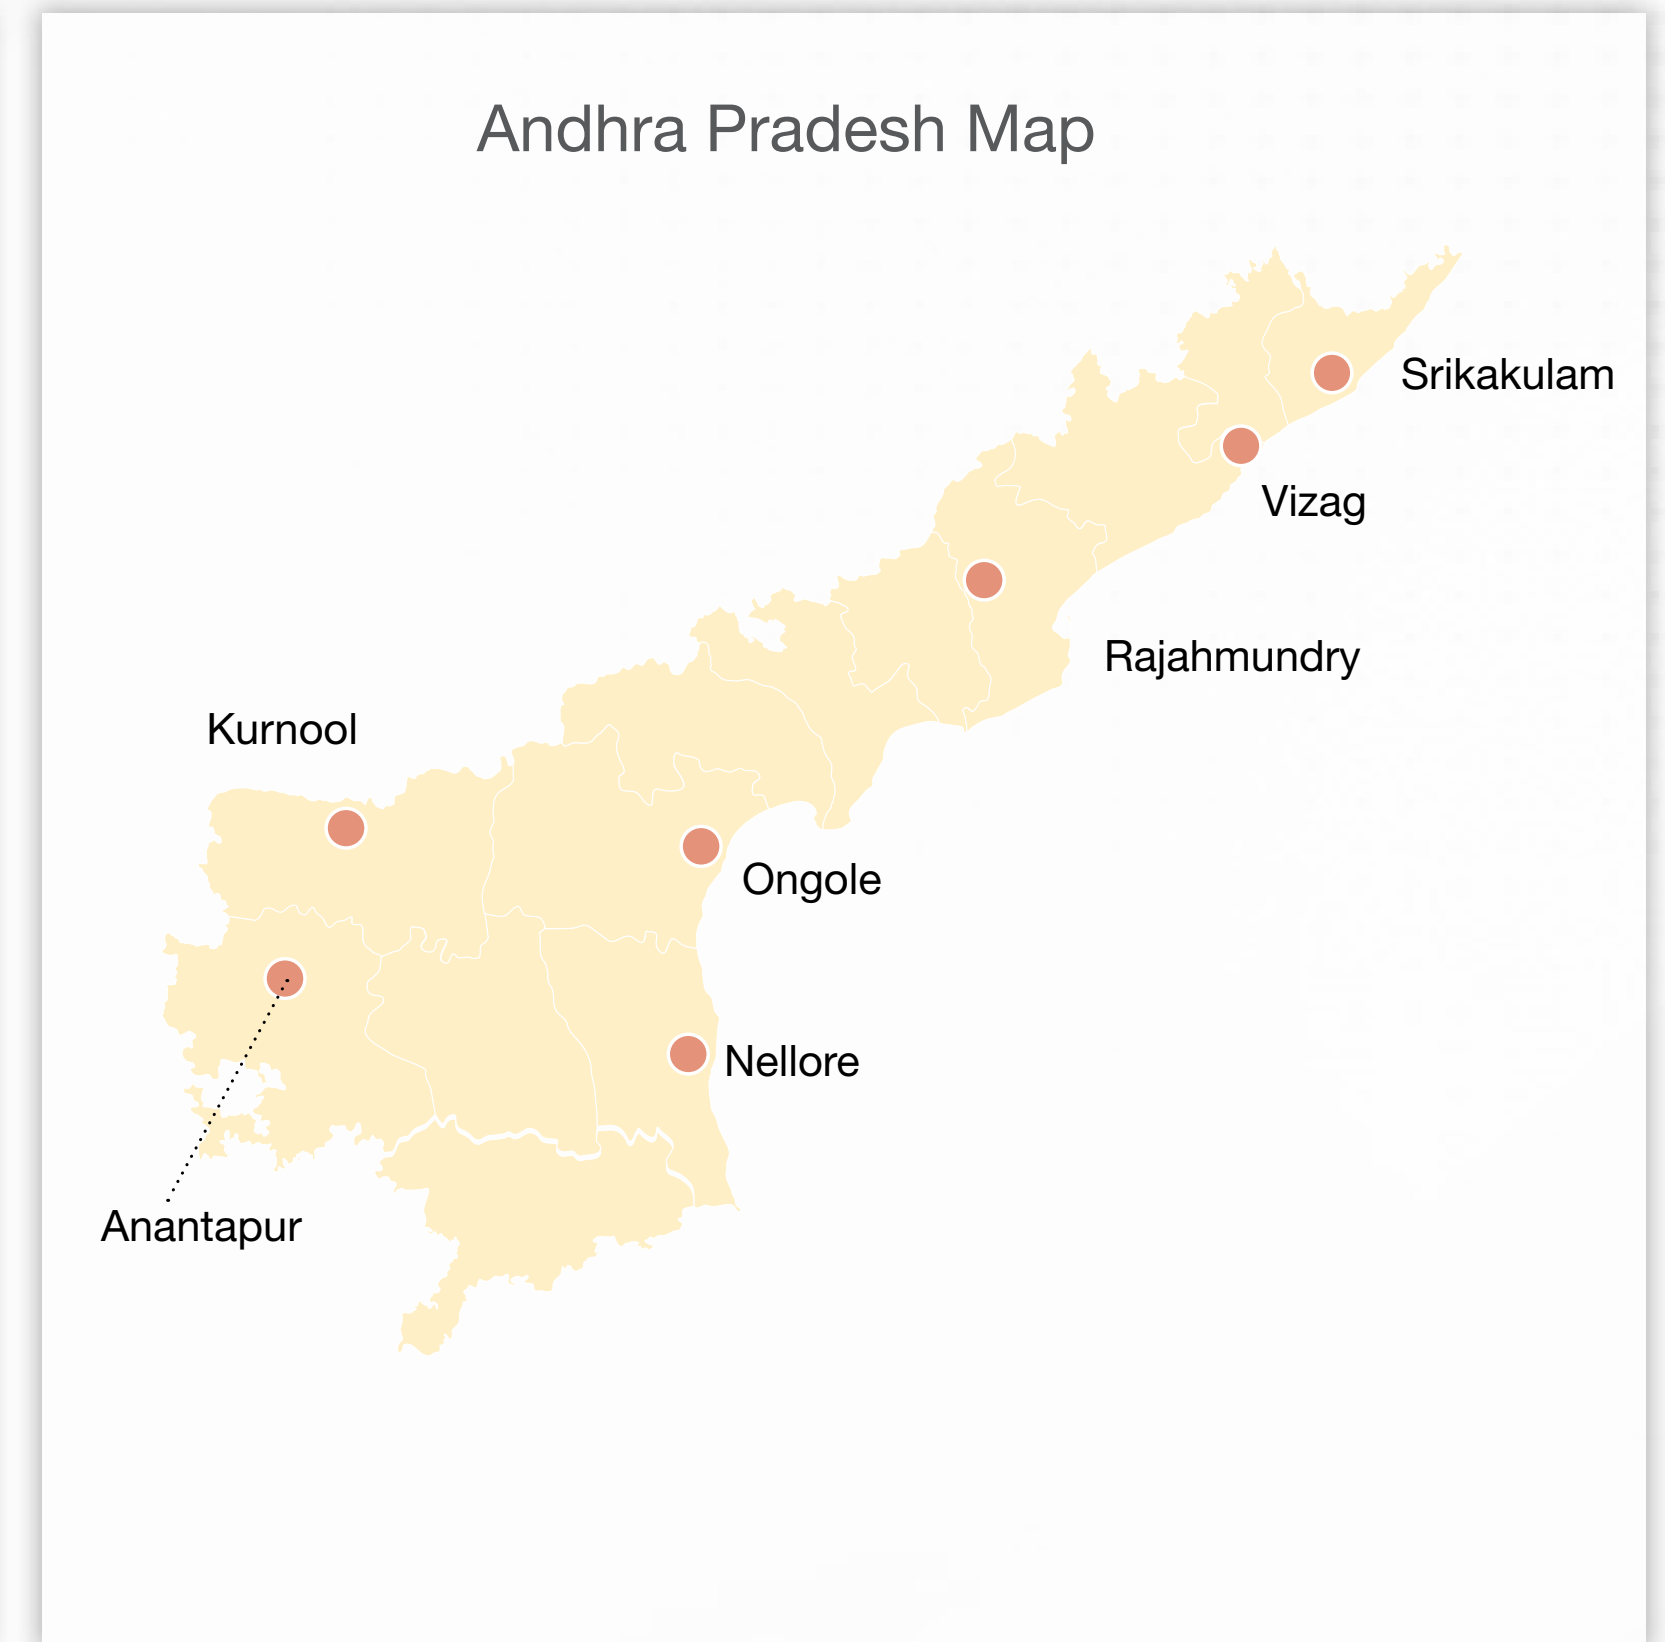 Andhra Pradesh Map
Srikakulam
Vizag
Rajahmundry
Kurnool
Ongole
Nellore
Anantapur